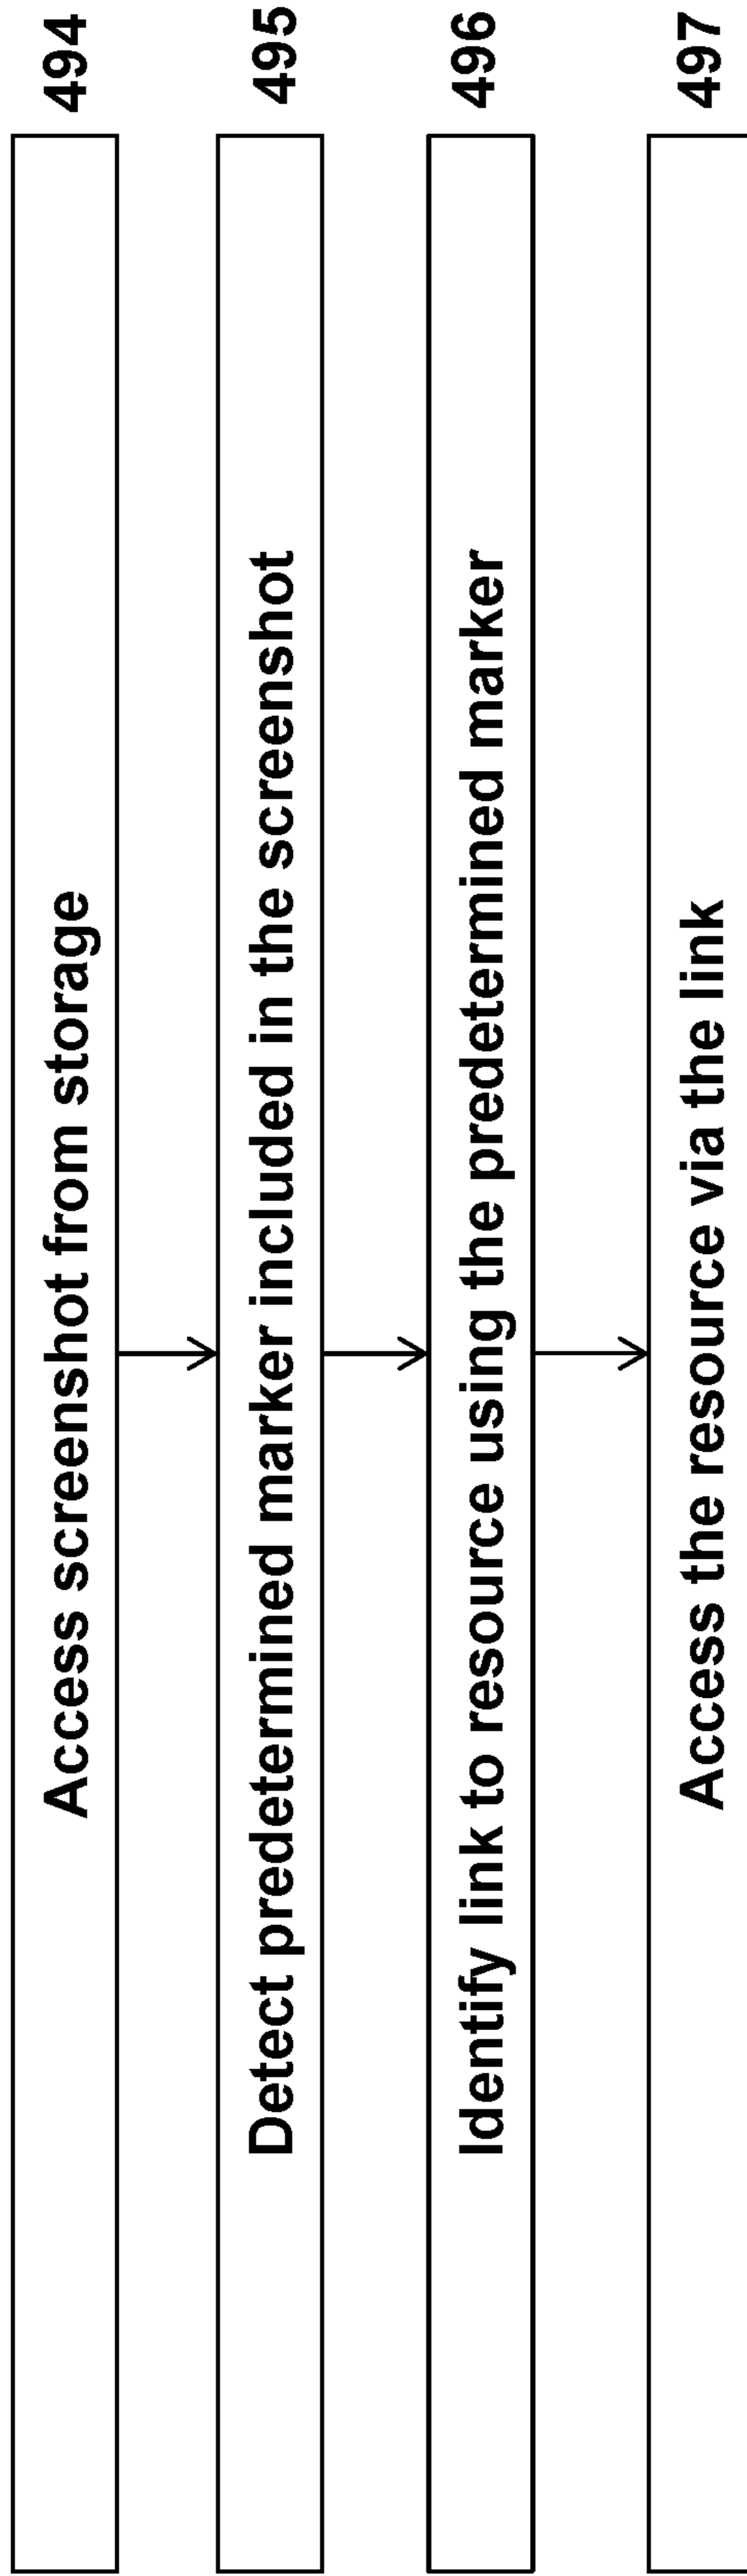 Access screenshot from storage
494
Detect predetermined marker included in the screenshot
495
Identify link to resource using the predetermined marker
496
Access the resource via the link
497